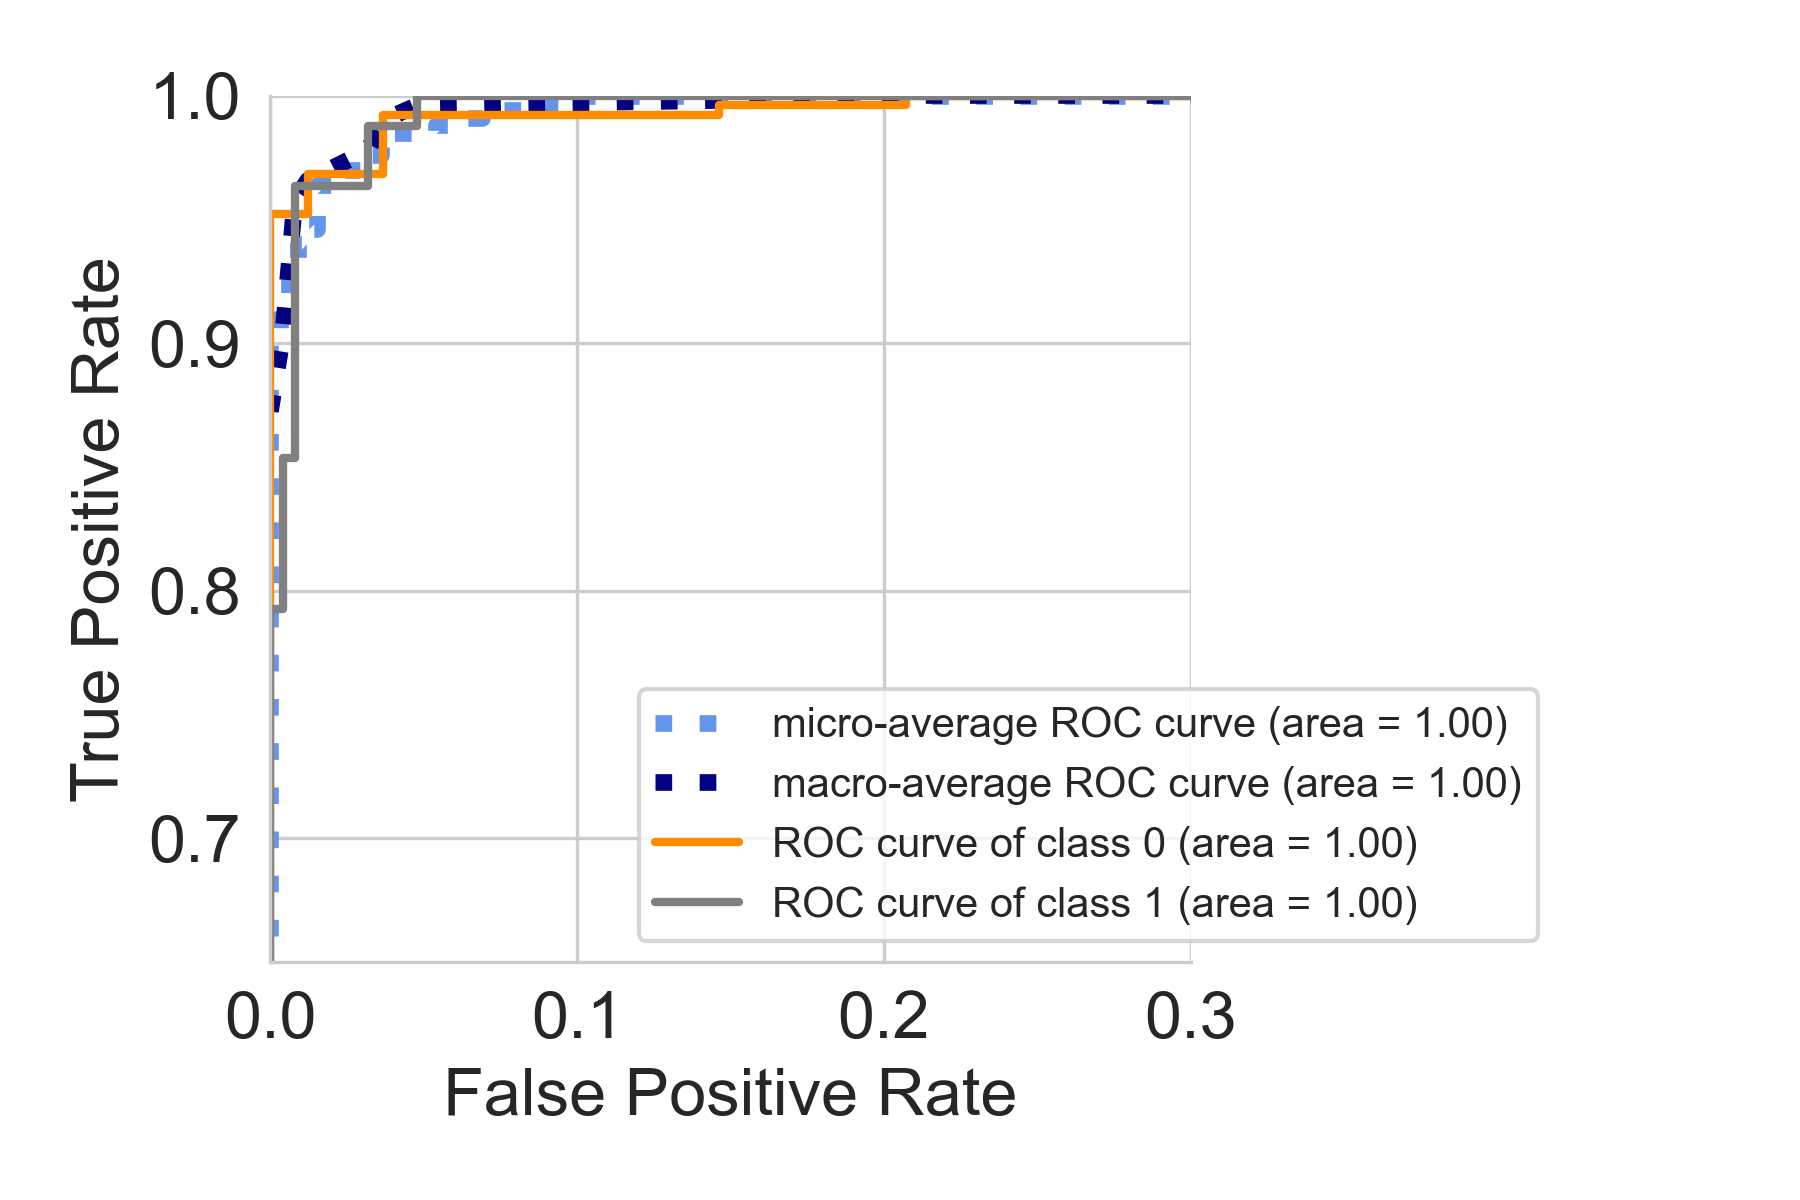 1.0
0.9
0.8
0.7
True Positive Rate
micro-average ROC curve (area = 1.00)
macro-average ROC curve (area = 1.00)
ROC curve of class 0 (area = 1.00)
ROC curve of class 1 (area = 1.00)
0.0 0.1 0.2 0.3
False Positive Rate